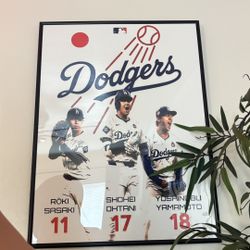 Dodgers
ROKI SHOHEI YOSHINOBU
SASAKI OHTANI YAMAMOTO
11 17 18